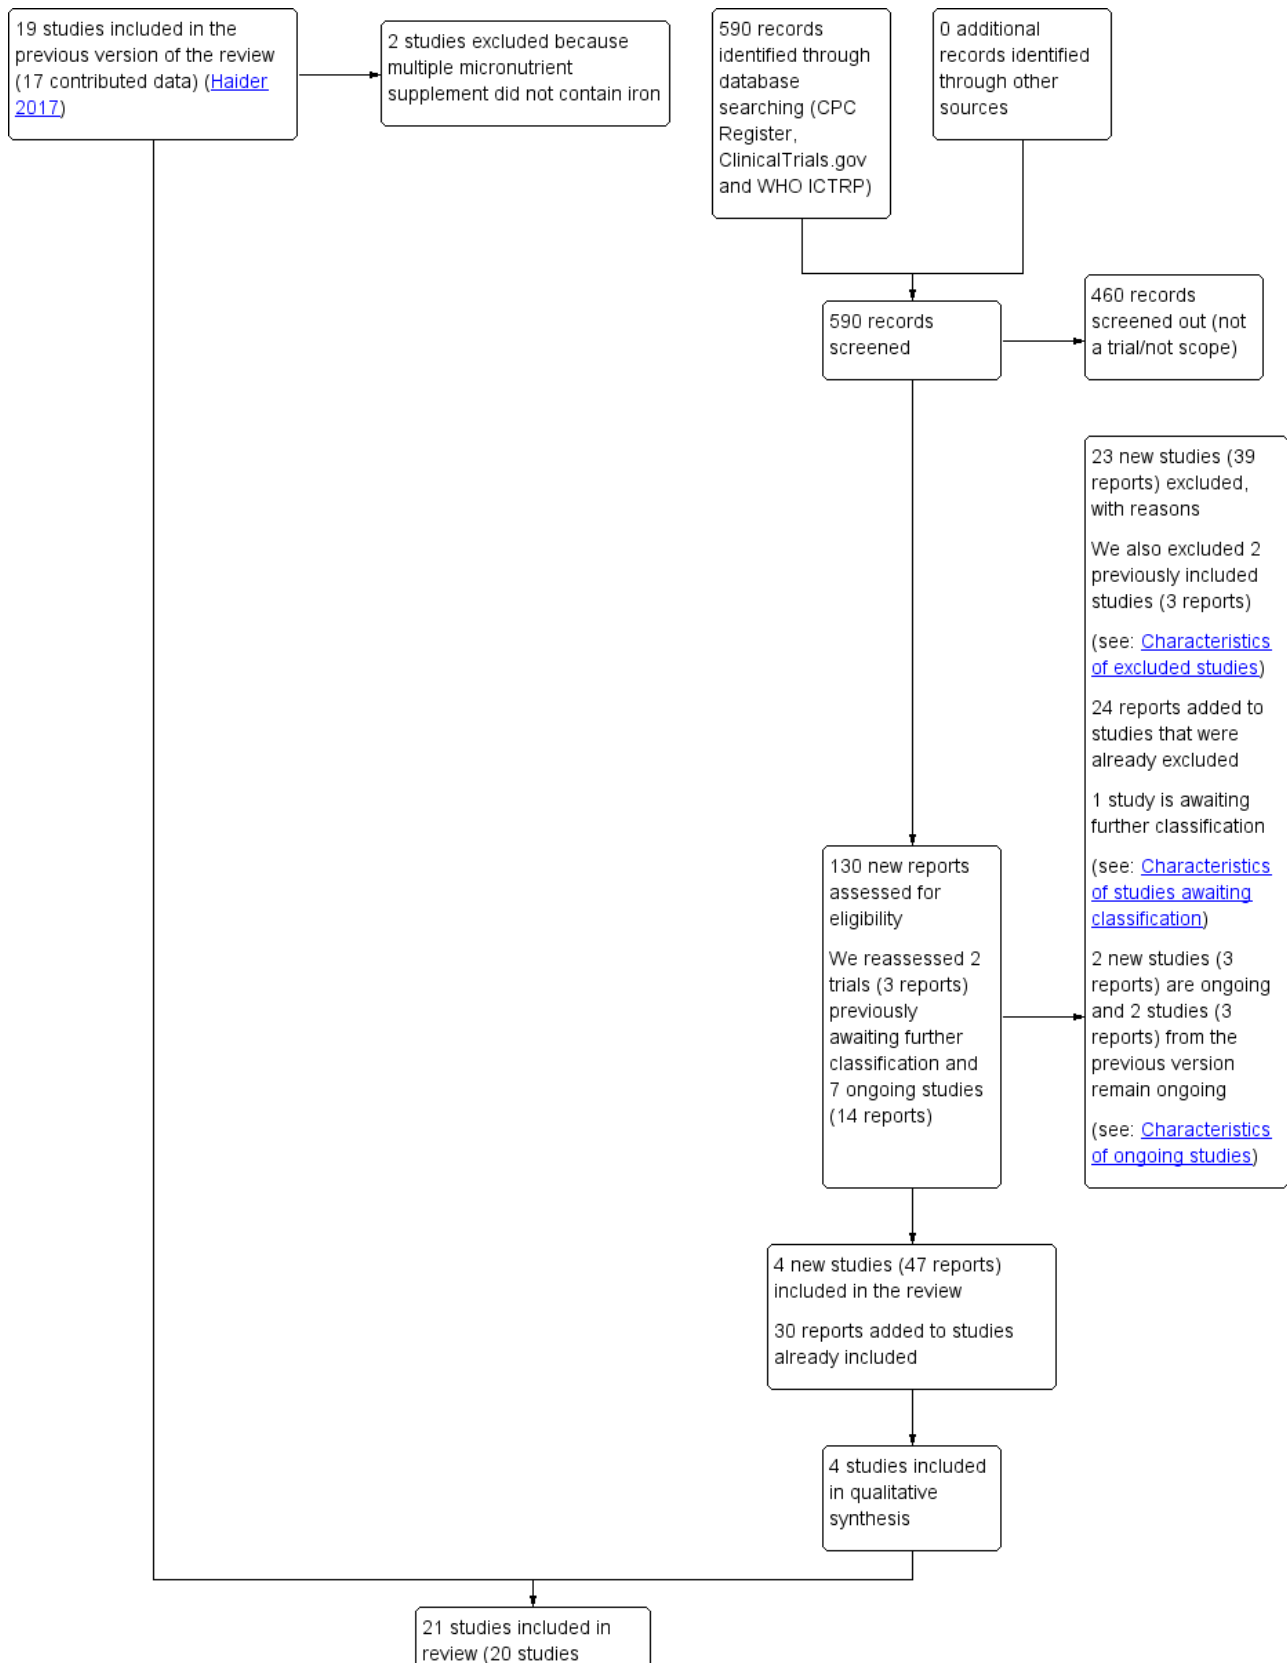 19 studies included in the
previous version of the review
(17 contributed data) (Haider
2017)
2 studies excluded because
multiple micronutrient
supplement did not contain iron
590 records
identified through
database
searching (CPC
Register,
ClinicalTrials.gov
and WHO ICTRP)
0 additional
records identified
through other
sources
590 records
screened
460 records
screened out (not
a trial/not scope)
130 new reports
assessed for
eligibility
We reassessed 2
trials (3 reports)
previously
awaiting further
classification and
7 ongoing studies
(14 reports)
23 new studies (39
reports) excluded,
with reasons
We also excluded 2
previously included
studies (3 reports)
(see: Characteristics
of excluded studies)
24 reports added to
studies that were
already excluded
1 study is awaiting
further classification
(see: Characteristics
of studies awaiting
classification)
2 new studies (3
reports) are ongoing
and 2 studies (3
reports) from the
previous version
remain ongoing
(see: Characteristics
of ongoing studies)
4 new studies (47 reports)
included in the review
30 reports added to studies
already included
4 studies included
in qualitative
synthesis
21 studies included in
review (20 studies